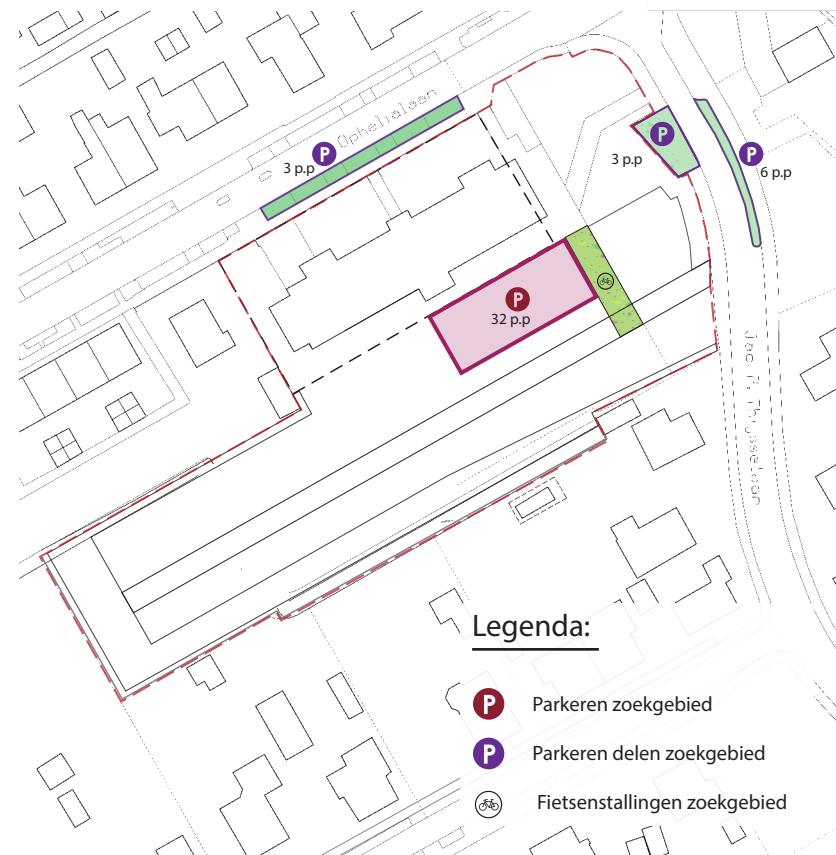 Ophelialaan
P
3 p.p
P
3 p.p
P
6 p.p
P
32 p.p
Legenda:
P Parkeren zoekgebied
P Parkeren delen zoekgebied
Fietsenstallingen zoekgebied